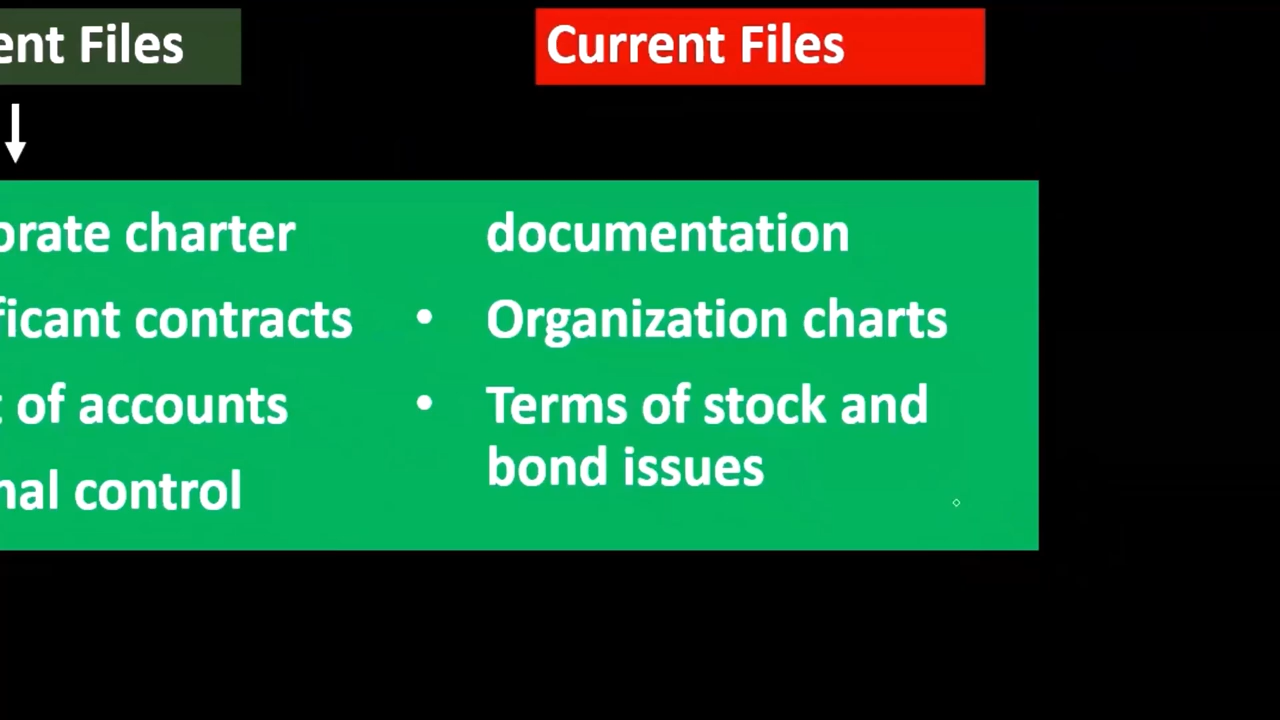 ent Files
Current Files
orate charter
ficant contracts
t of accounts
nal control
documentation
• Organization charts
• Terms of stock and
bond issues